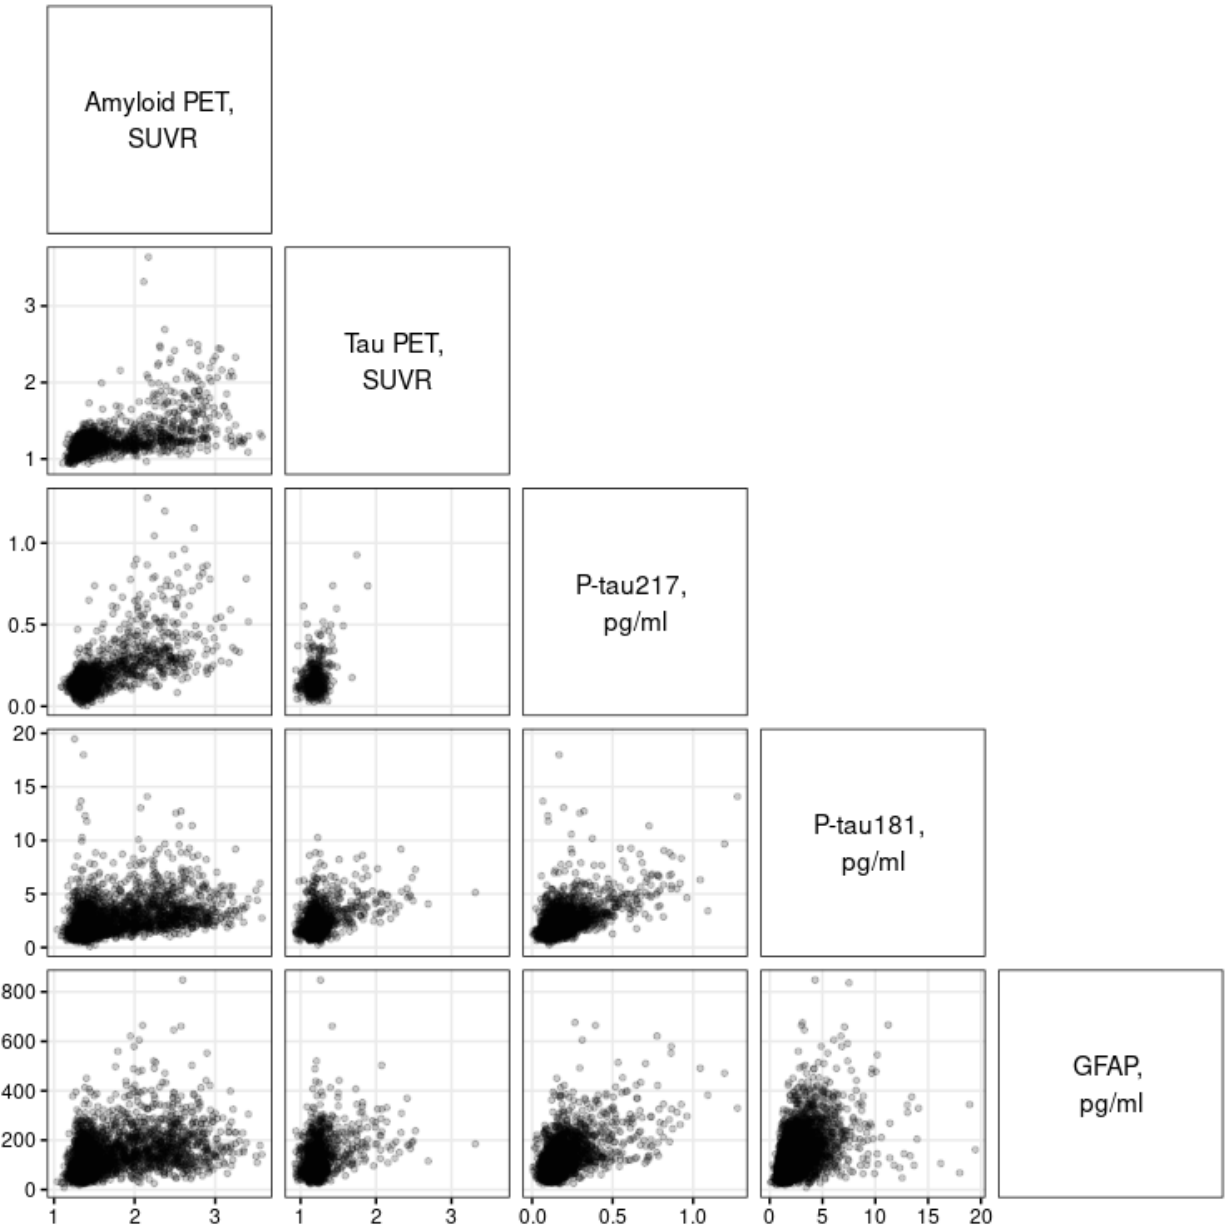 Amyloid PET,
SUVR
3
2
1
Tau PET,
SUVR
1.0
0.5
0.0
P-tau217,
pg/ml
20
15
10
5
0
P-tau181,
pg/ml
800
600
400
200
0
GFAP,
pg/ml
1 2 3 1 2 3 0.0 0.5 1.0 0 5 10 15 20